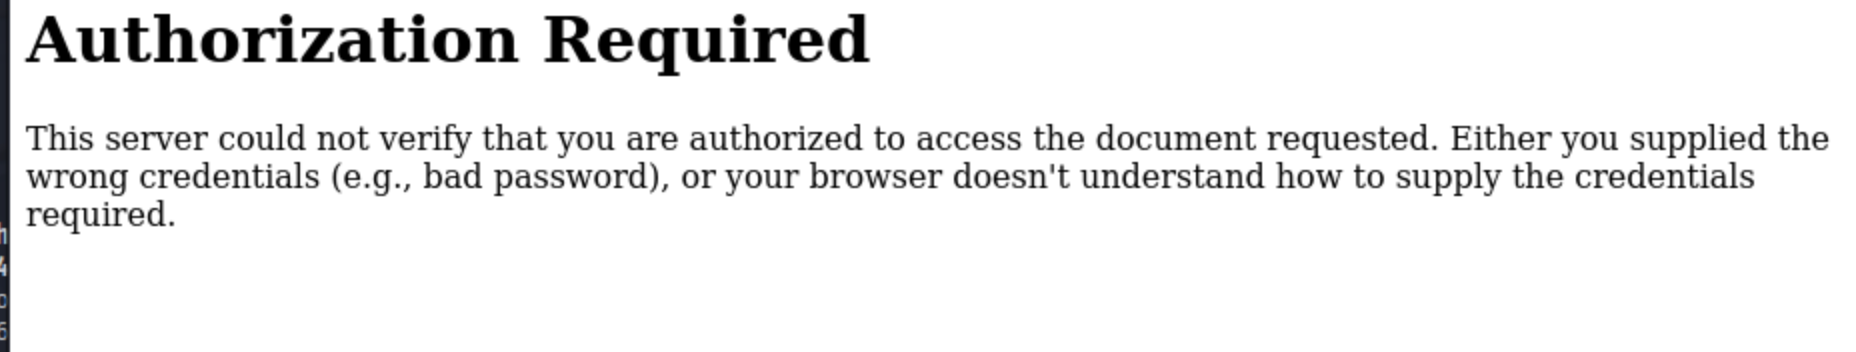 Authorization Required
This server could not verify that you are authorized to access the document requested. Either you supplied the
wrong credentials (e.g., bad password), or your browser doesn't understand how to supply the credentials
required.